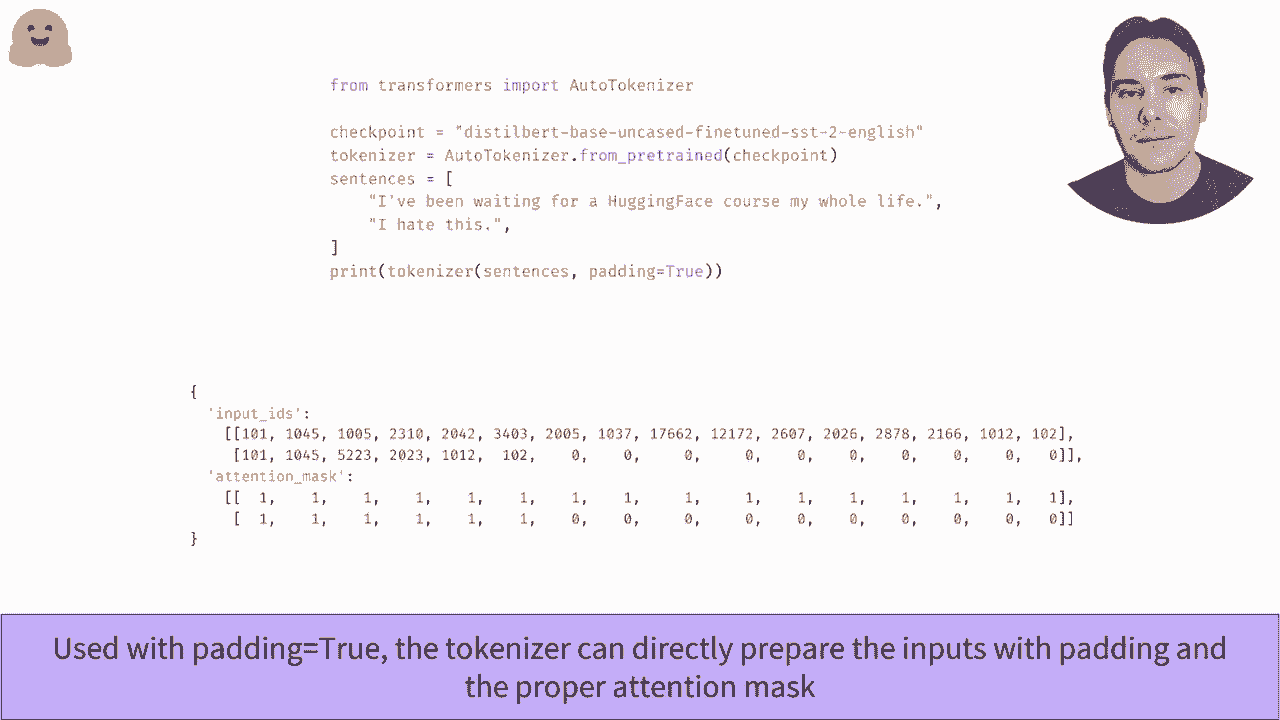 from transformers import AutoTokenizer
checkpoint = "distilbert-base-uncased-finetuned-sst-2-english"
tokenizer = AutoTokenizer.from_pretrained(checkpoint)
sentences = [
"I've been waiting for a HuggingFace course my whole life.",
"I hate this.",
]
print(tokenizer(sentences, padding=True))
{
'input_ids':
[[101, 1045, 1005, 2310, 2042, 3403, 2005, 1037, 17662, 12172, 2607, 2026, 2878, 2166, 1012, 102],
[101, 1045, 5223, 2023, 1012, 102, 0, 0, 0, 0, 0, 0, 0, 0, 0, 0]],
'attention_mask':
[[ 1, 1, 1, 1, 1, 1, 1, 1, 1, 1, 1, 1, 1, 1, 1, 1],
[ 1, 1, 1, 1, 1, 1, 0, 0, 0, 0, 0, 0, 0, 0, 0, 0]]
}
Used with padding=True, the tokenizer can directly prepare the inputs with padding and
the proper attention mask